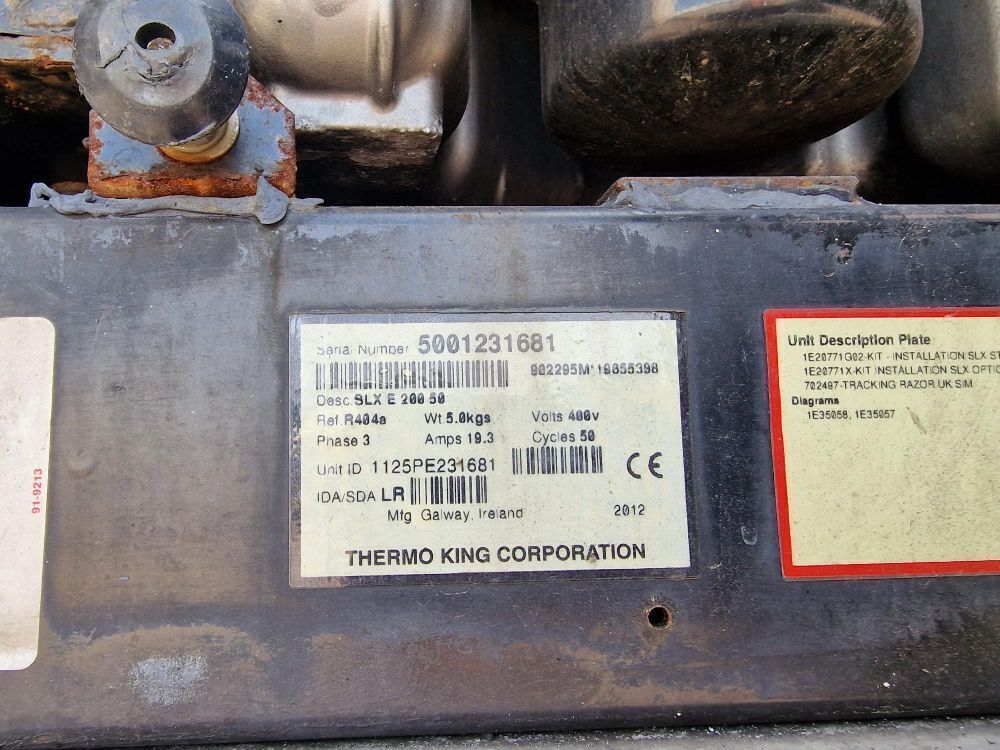 91-9213
Serial Number 5001231681
902295M*19855398
Desc SLX E 200 50
Ref R404a Wt 5.0kgs Volts 400v
Phase 3 Amps 19.3 Cycles 50
Unit ID 1125PE231681 CE
IDA/SDA LR
Mfg Galway, Ireland 2012
THERMO KING CORPORATION
Unit Description Plate
1E20771G02-KIT - INSTALLATION SLX ST
1E20771X-KIT INSTALLATION SLX OPTIO
702497-TRACKING RAZOR UK SIM
Diagrams
1E35058, 1E35057